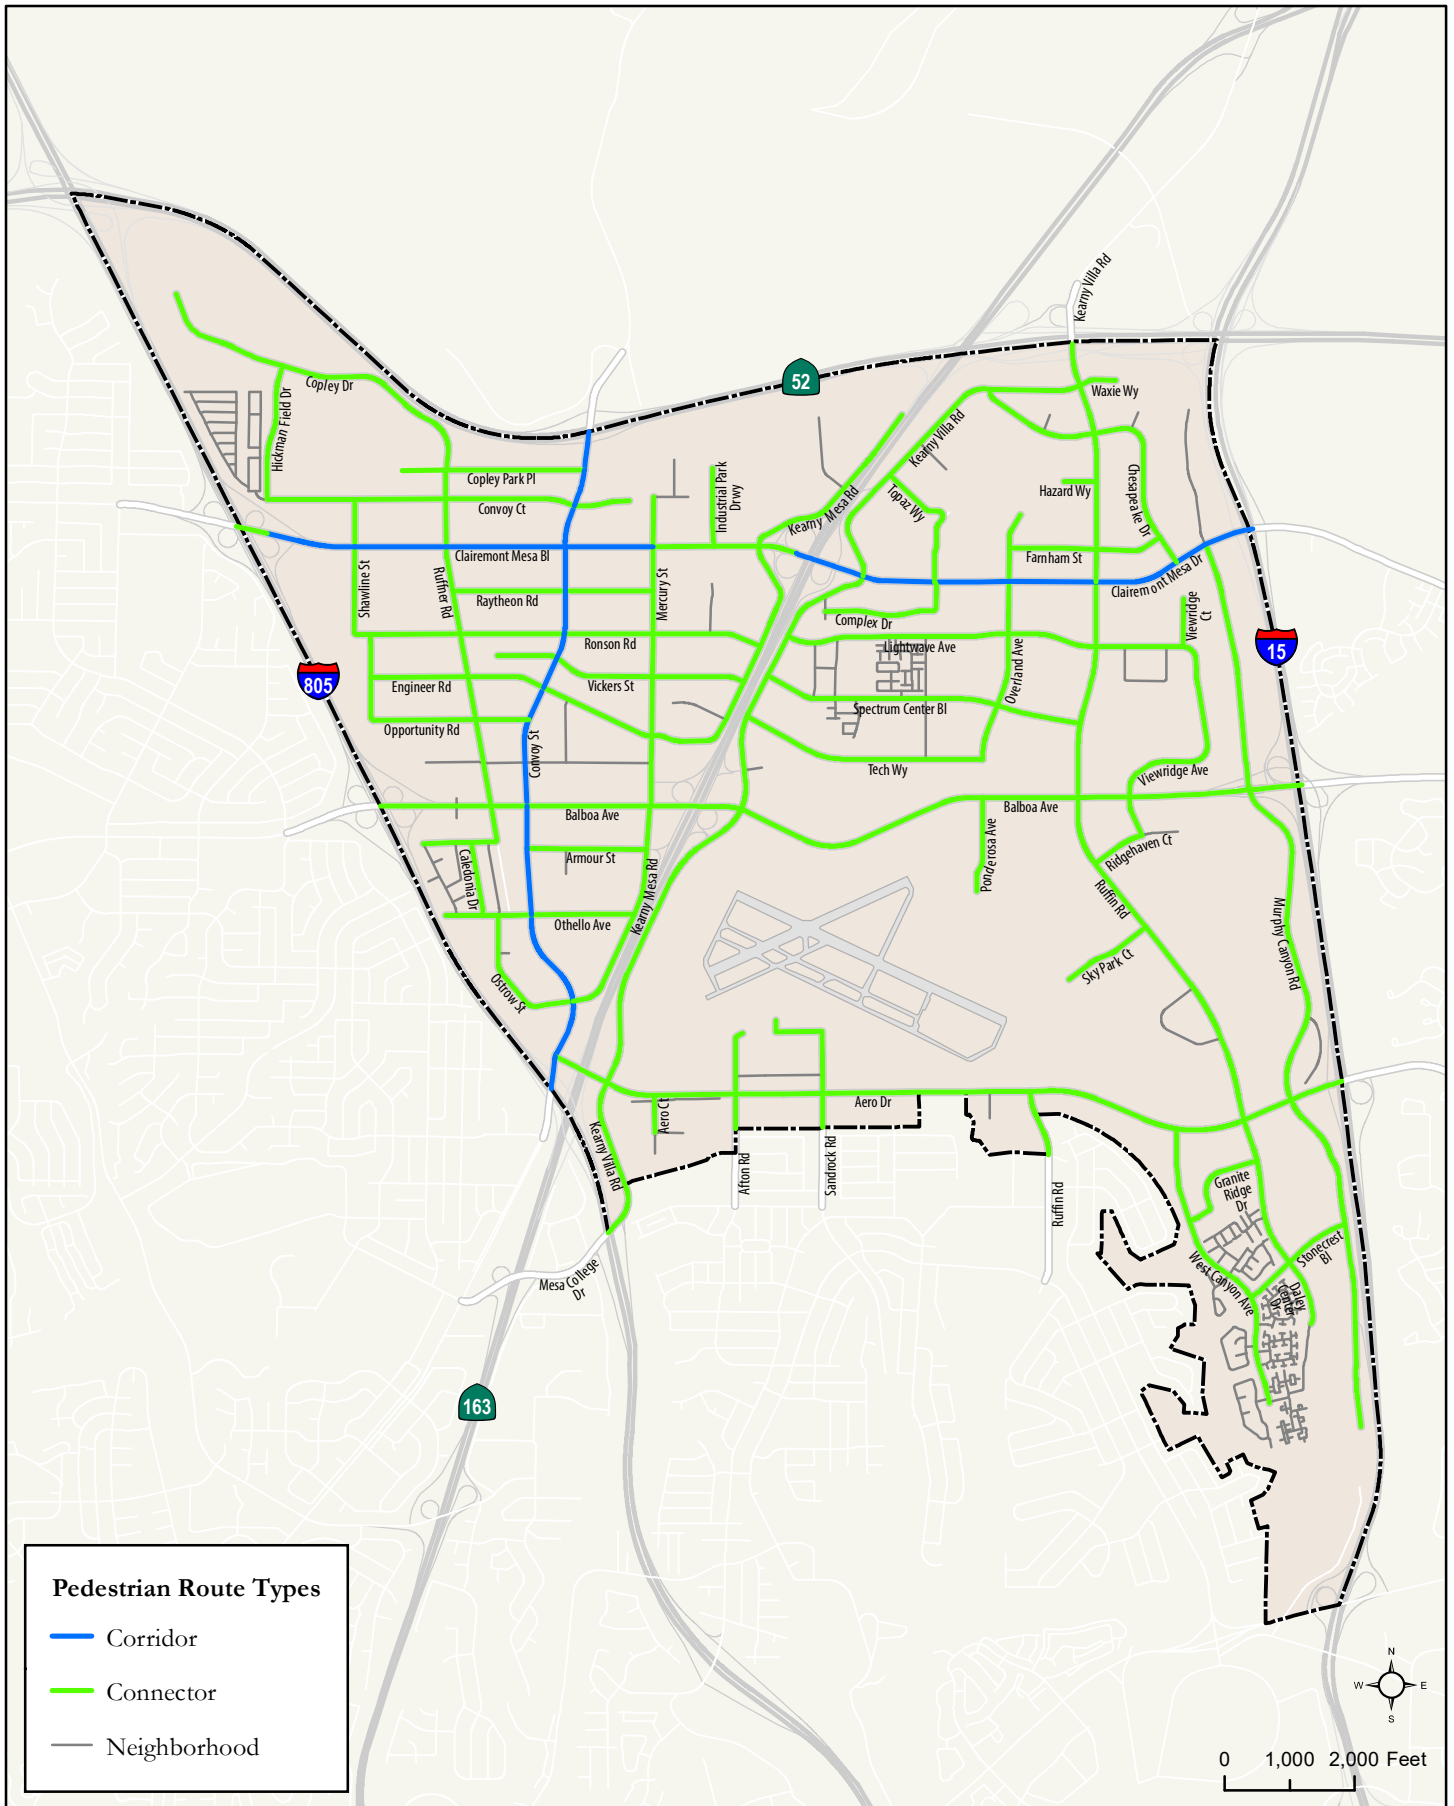 Kearny Villa Rd
52
Copley Dr
Hickman Field Dr
Waxie Wy
Kearny Villa Rd
Copley Park Pl
Industrial Park
Drwy
Kearny Mesa Rd
Topaz Wy
Hazard Wy
Chesapeake Dr
Convoy Ct
Clairemont Mesa Bl
Farnham St
Clairemont Mesa Dr
Shawline St
Ruffner Rd
Raytheon Rd
Mercury St
Complex Dr
Viewridge
Ct
Ronson Rd
Lightwave Ave
15
805
Engineer Rd
Vickers St
Overland Ave
Spectrum Center Bl
Opportunity Rd
Convoy St
Tech Wy
Viewridge Ave
Balboa Ave
Balboa Ave
Ponderosa Ave
Ridgehaven Ct
Armour St
Caledonia Dr
Kearny Mesa Rd
Ruffin Rd
Othello Ave
Murphy Canyon Rd
Sky Park Ct
Ostrow St
Aero Ct
Aero Dr
Kearny Villa Rd
Afton Rd
Sandrock Rd
Ruffin Rd
Granite
Ridge
Dr
Stonecrest
Bl
West Canyon Ave
Daley
Center
Dr
Mesa College
Dr
163
Pedestrian Route Types
Corridor
Connector
Neighborhood
N
W
E
S
0 1,000 2,000 Feet